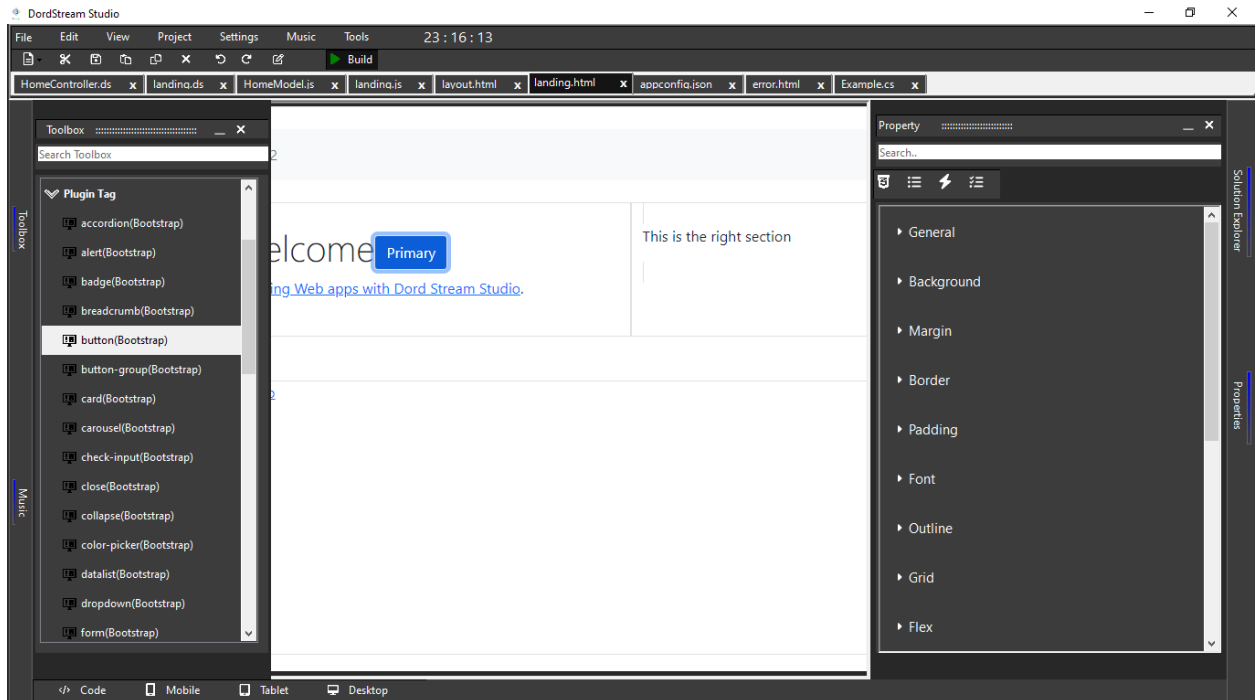 DordStream Studio
File Edit View Project Settings Music Tools 23:16:13
Build
HomeController.ds x landing.ds x HomeModel.js x landing.js x layout.html x landing.html x appconfig.json x error.html x Example.cs x
Toolbox
Search Toolbox
Plugin Tag
accordion(Bootstrap)
alert(Bootstrap)
badge(Bootstrap)
breadcrumb(Bootstrap)
button(Bootstrap)
button-group(Bootstrap)
card(Bootstrap)
carousel(Bootstrap)
check-input(Bootstrap)
close(Bootstrap)
collapse(Bootstrap)
color-picker(Bootstrap)
datalist(Bootstrap)
dropdown(Bootstrap)
form(Bootstrap)
Toolbox
Music
2
elcome Primary
ing Web apps with Dord Stream Studio.
This is the right section
Property
Search..
General
Background
Margin
Border
Padding
Font
Outline
Grid
Flex
Solution Explorer
Properties
</> Code Mobile Tablet Desktop